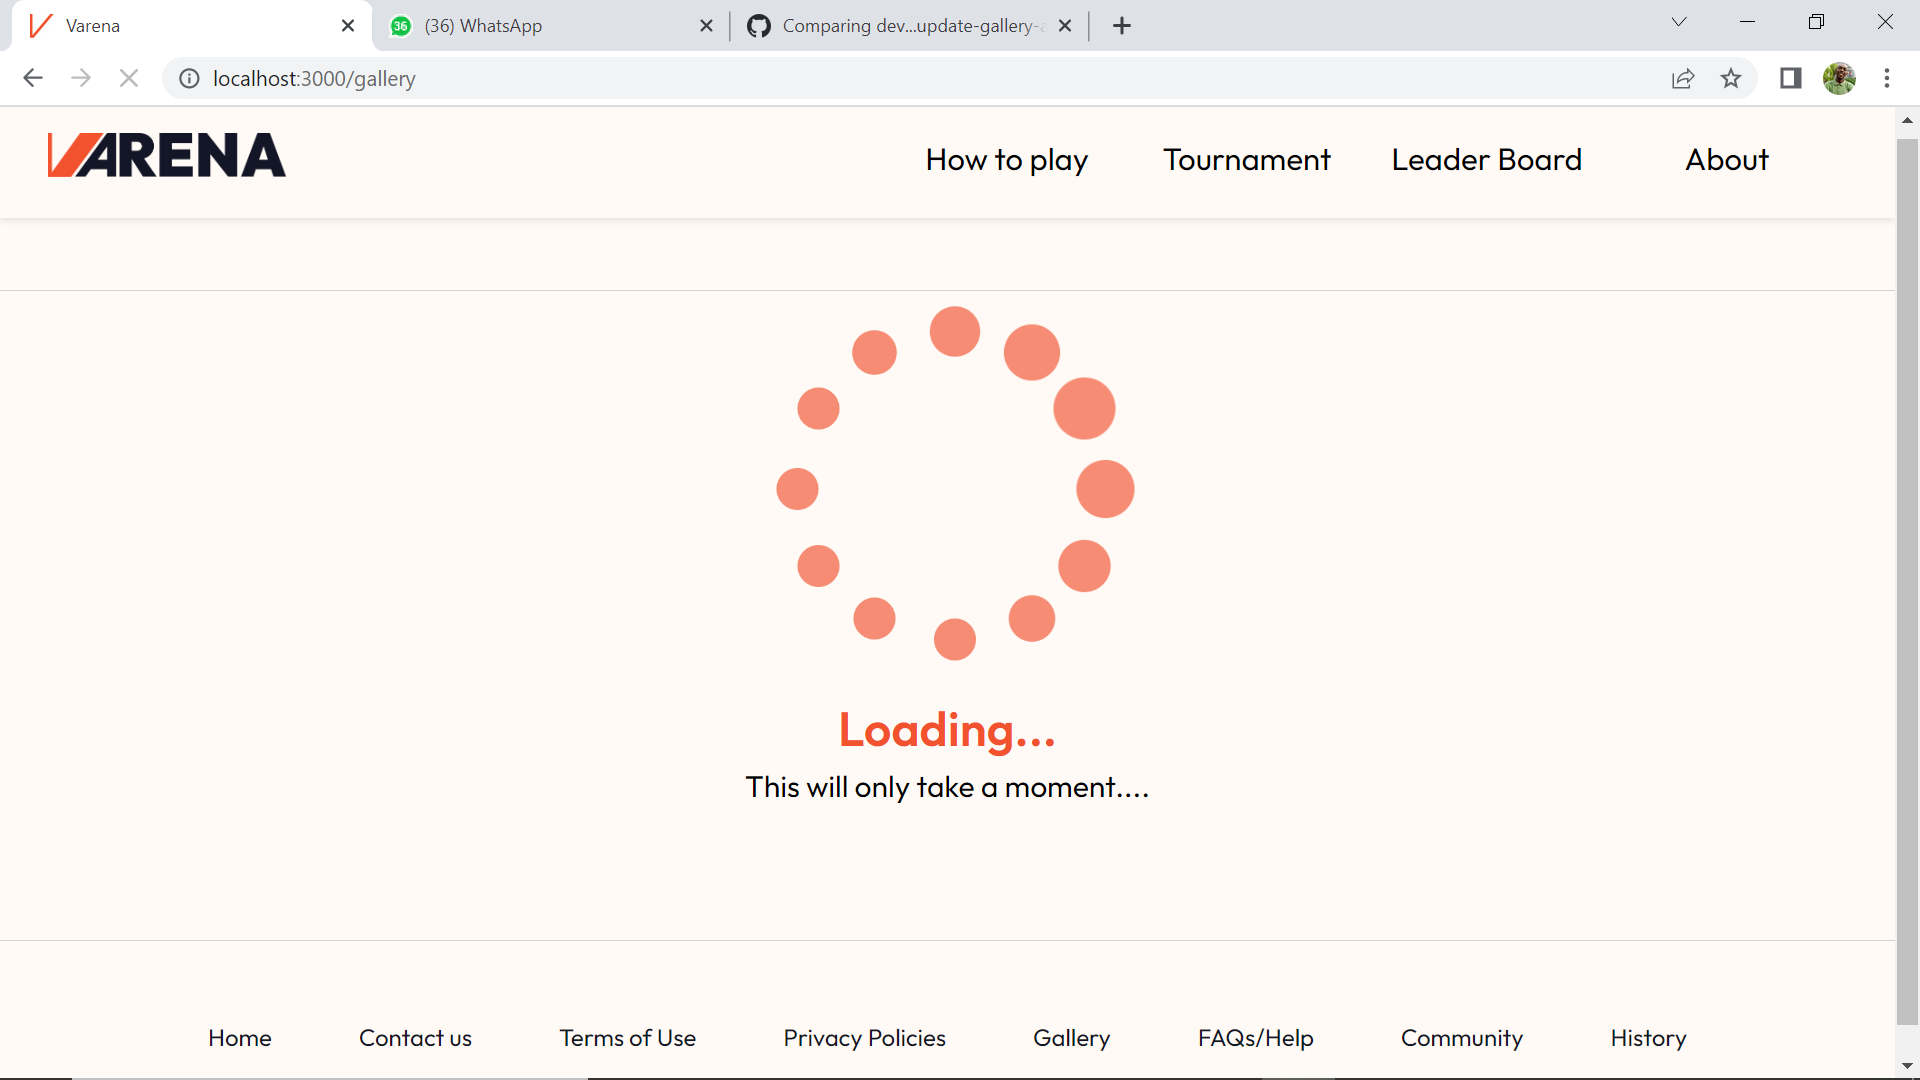 Varena
(36) WhatsApp
Comparing dev...update-gallery-
localhost:3000/gallery
VARENA
How to play
Tournament
Leader Board
About
Loading...
This will only take a moment....
Home
Contact us
Terms of Use
Privacy Policies
Gallery
FAQs/Help
Community
History